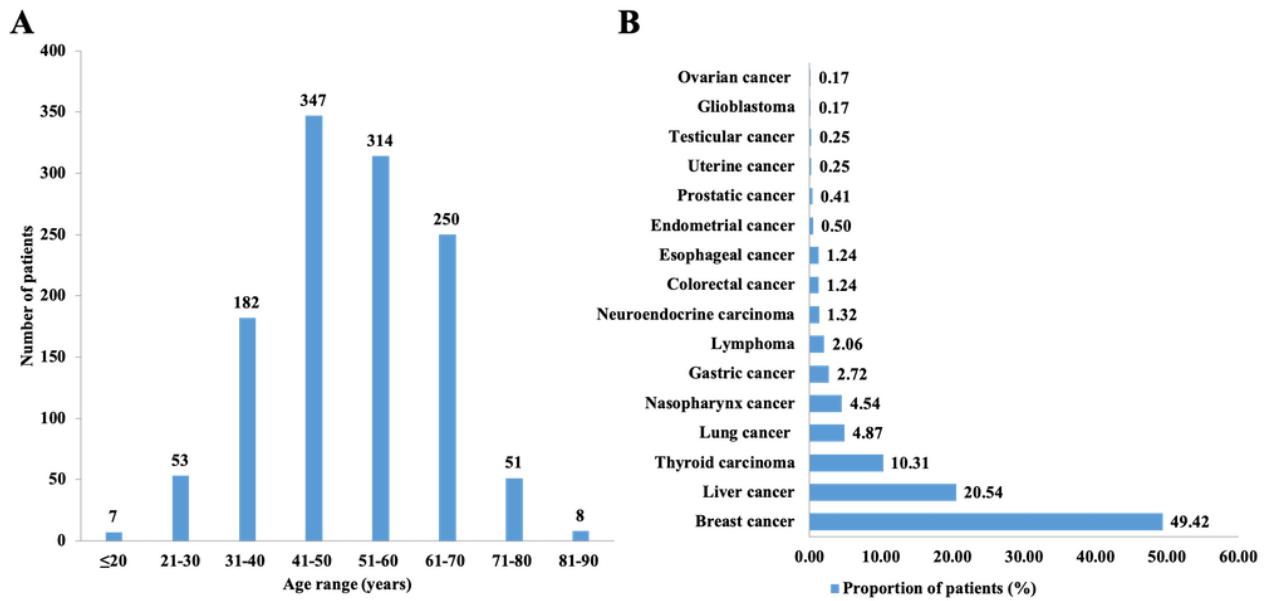 A
Number of patients
400
350
300
250
200
150
100
50
0
7
53
182
347
314
250
51
8
≤20 21-30 31-40 41-50 51-60 61-70 71-80 81-90
Age range (years)
B
Ovarian cancer 0.17
Glioblastoma 0.17
Testicular cancer 0.25
Uterine cancer 0.25
Prostatic cancer 0.41
Endometrial cancer 0.50
Esophageal cancer 1.24
Colorectal cancer 1.24
Neuroendocrine carcinoma 1.32
Lymphoma 2.06
Gastric cancer 2.72
Nasopharynx cancer 4.54
Lung cancer 4.87
Thyroid carcinoma 10.31
Liver cancer 20.54
Breast cancer 49.42
0.00 10.00 20.00 30.00 40.00 50.00 60.00
Proportion of patients (%)